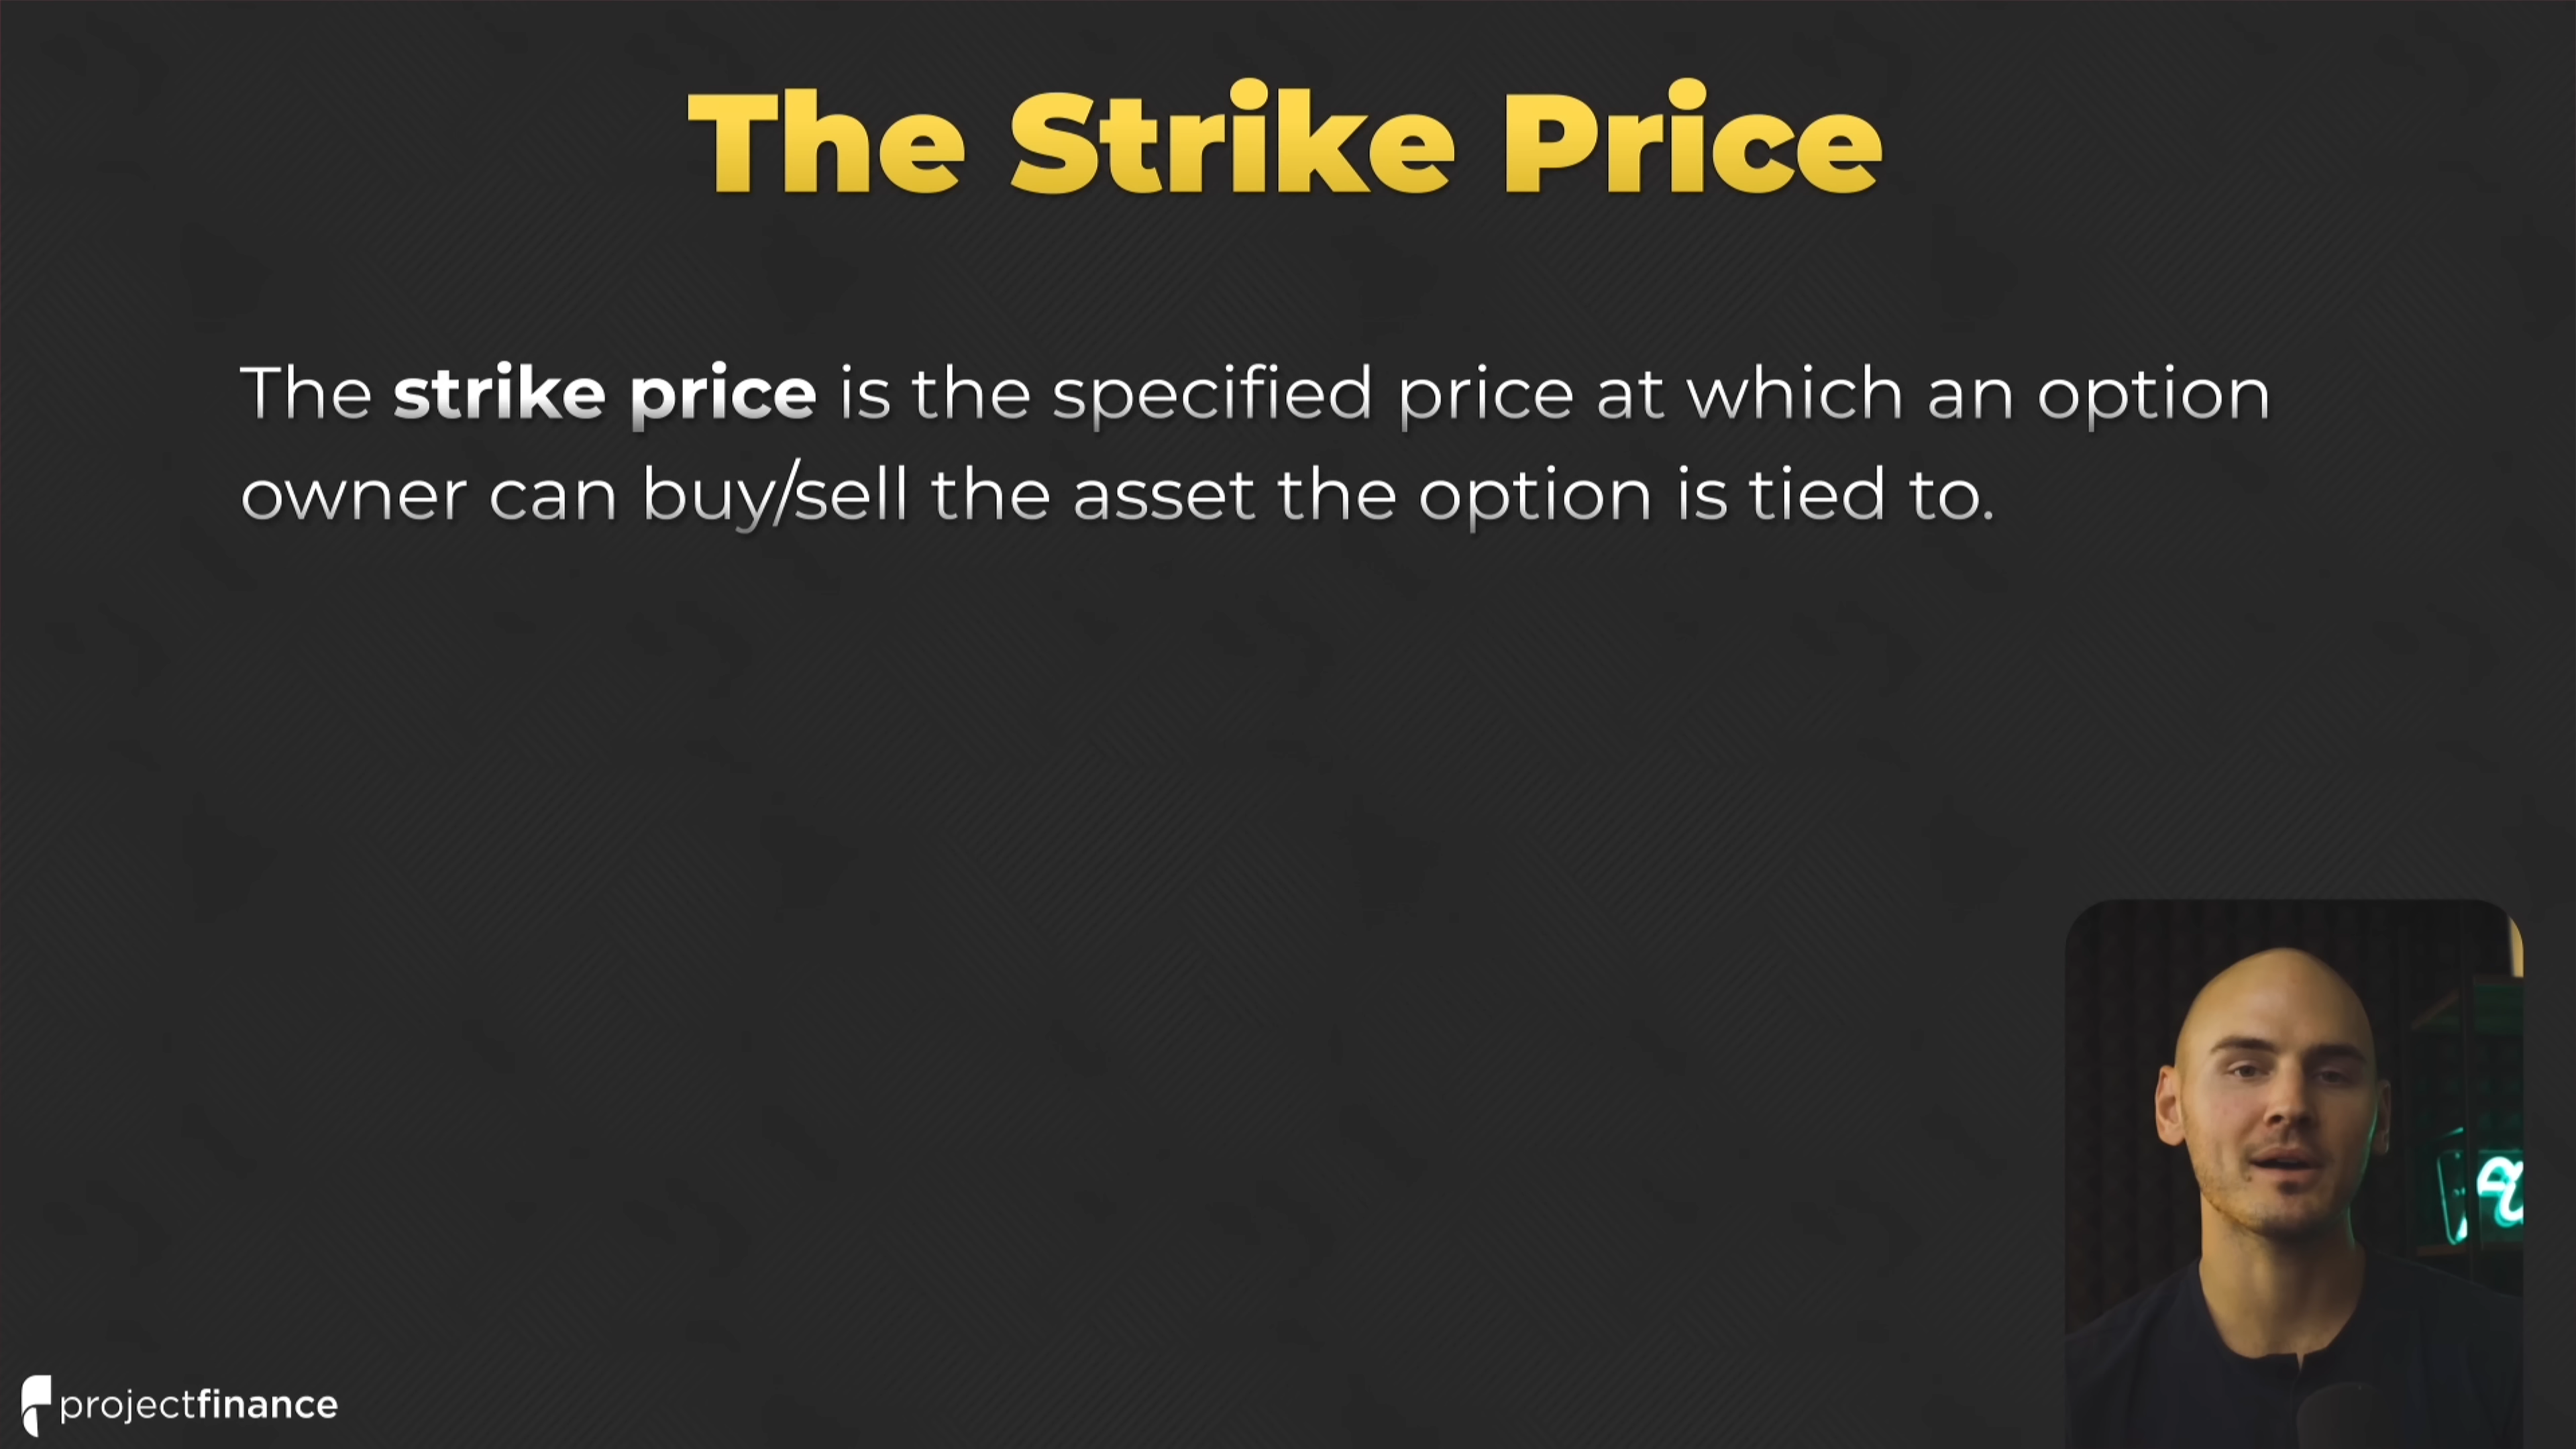 The Strike Price
The strike price is the specified price at which an option
owner can buy/sell the asset the option is tied to.
projectfinance